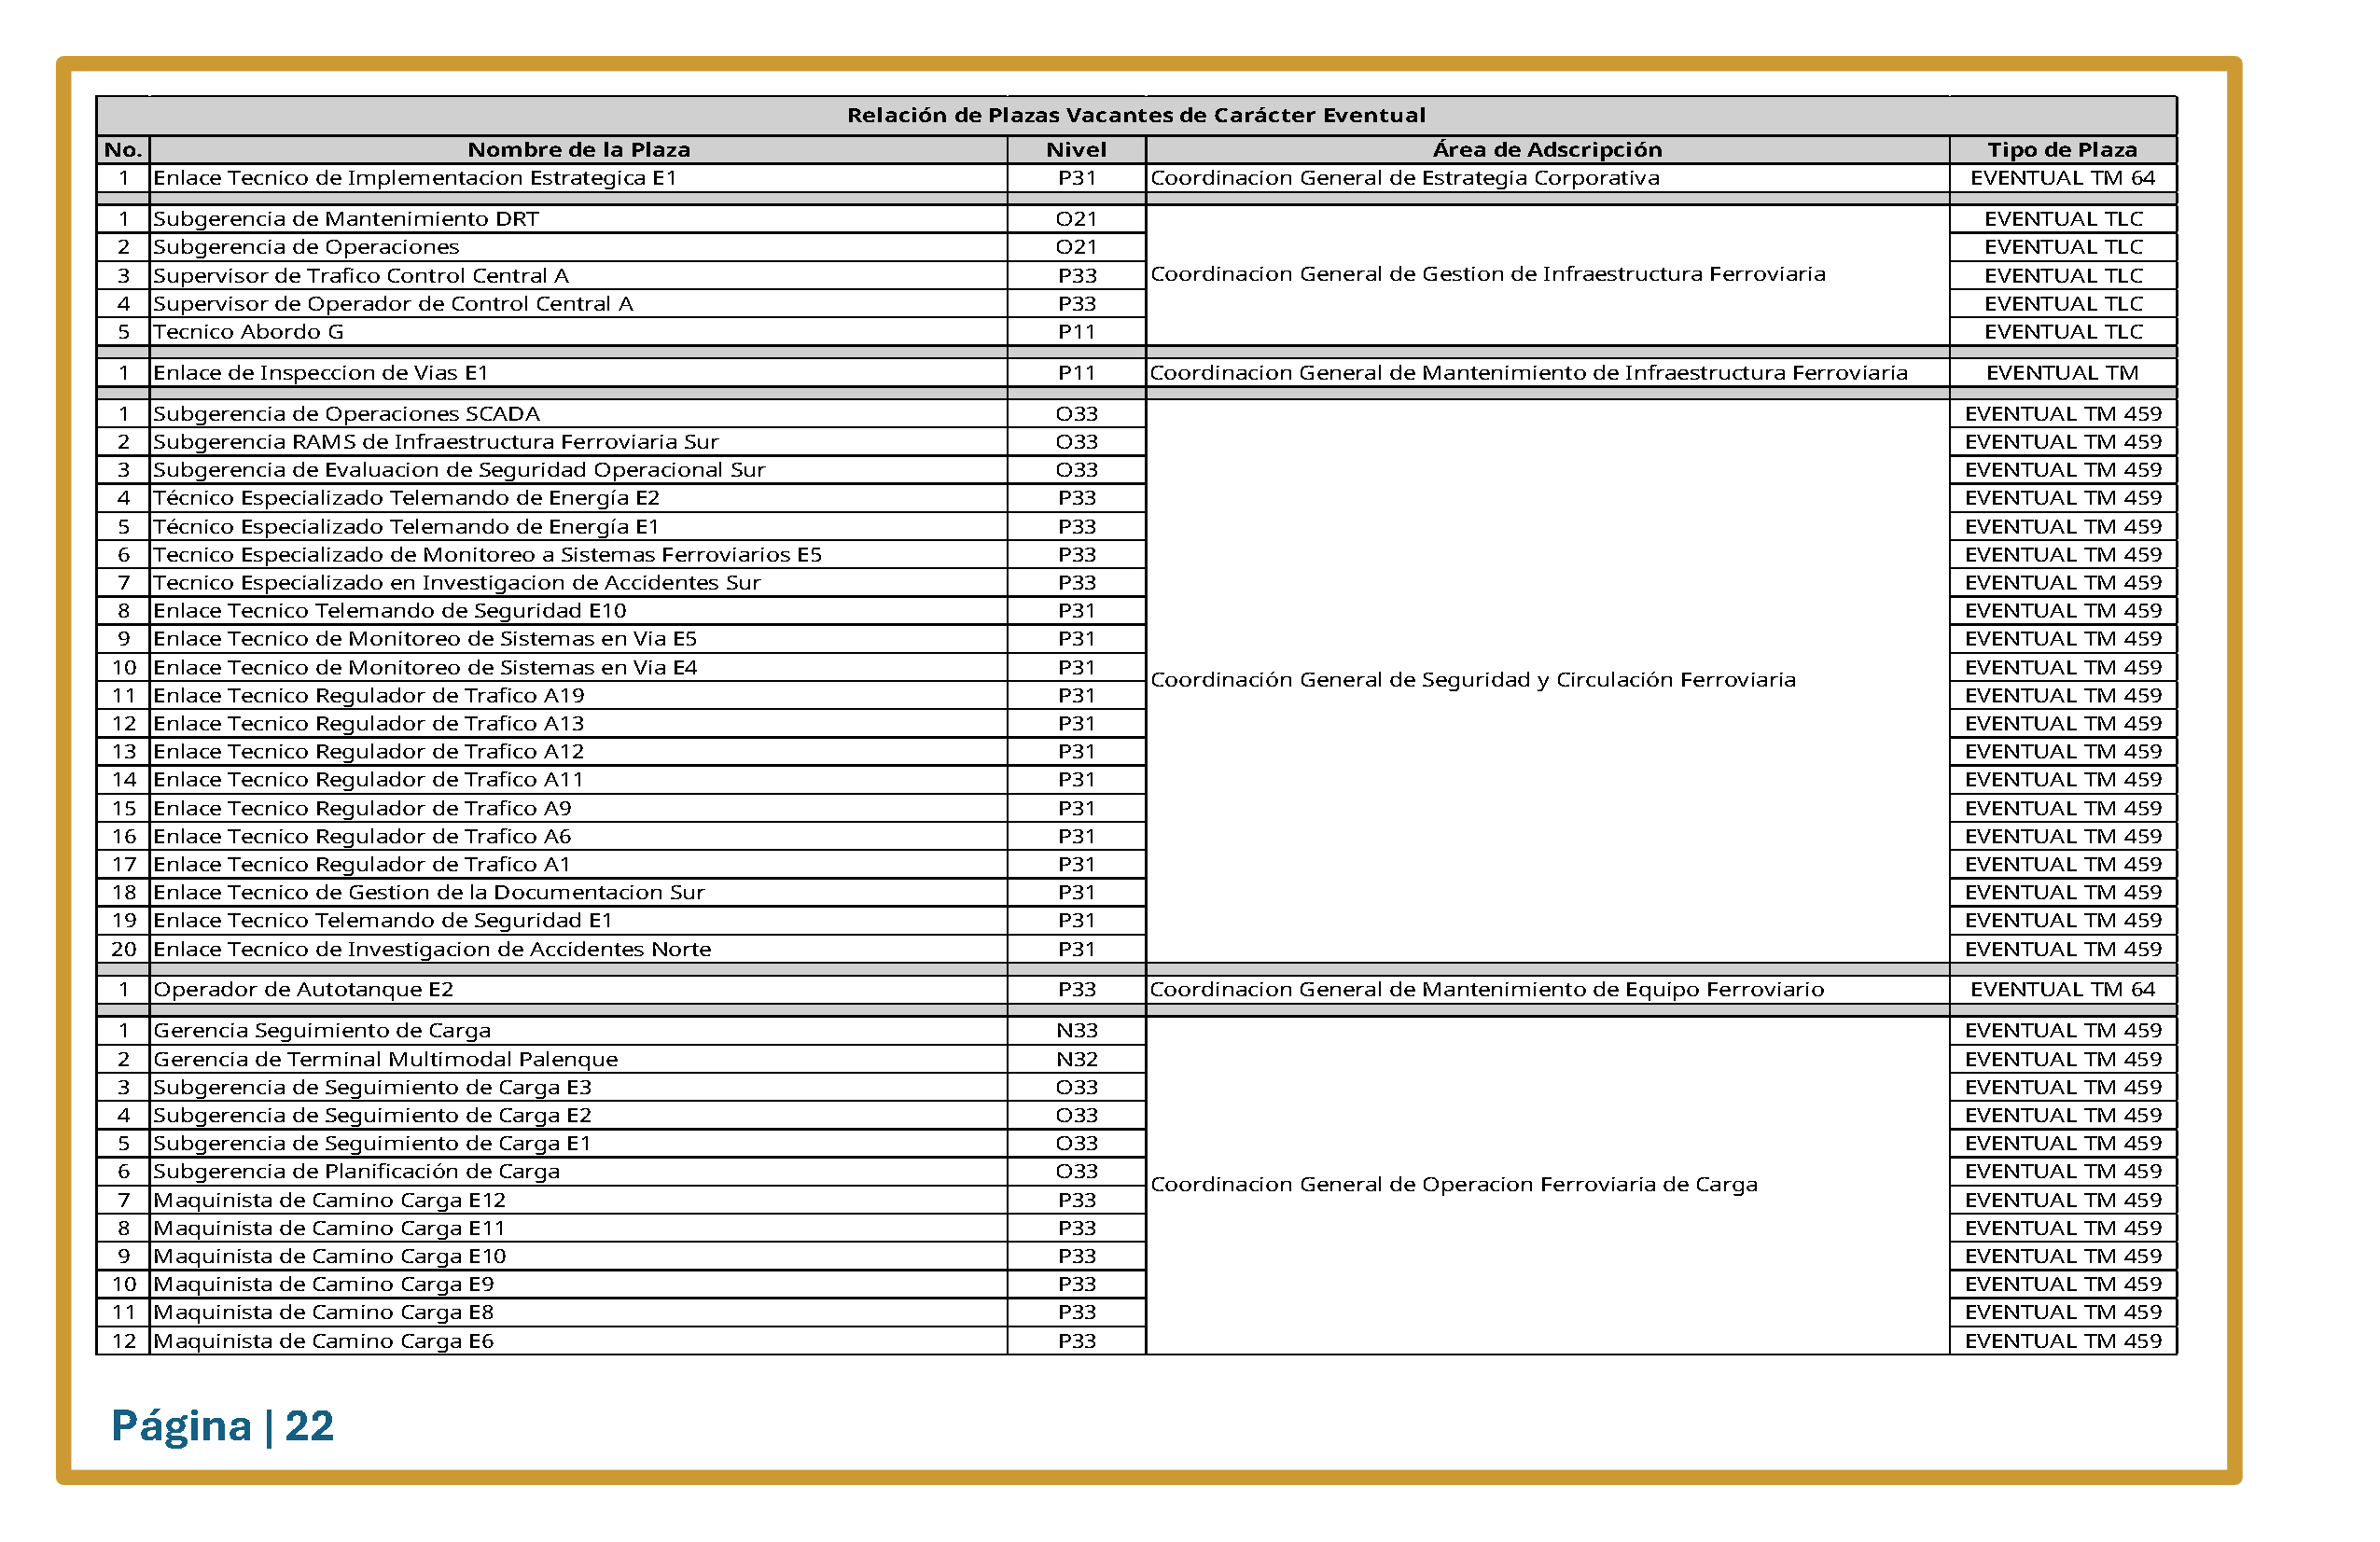 Relación de Plazas Vacantes de Carácter Eventual
No. Nombre de la Plaza Nivel Área de Adscripción Tipo de Plaza
1 Enlace Tecnico de Implementacion Estrategica E1 P31 Coordinacion General de Estrategia Corporativa EVENTUAL TM 64
1 Subgerencia de Mantenimiento DRT O21 EVENTUAL TLC
2 Subgerencia de Operaciones O21 EVENTUAL TLC
3 Supervisor de Trafico Control Central A P33 Coordinacion General de Gestion de Infraestructura Ferroviaria EVENTUAL TLC
4 Supervisor de Operador de Control Central A P33 EVENTUAL TLC
5 Tecnico Abordo G P11 EVENTUAL TLC
1 Enlace de Inspeccion de Vias E1 P11 Coordinacion General de Mantenimiento de Infraestructura Ferroviaria EVENTUAL TM
1 Subgerencia de Operaciones SCADA O33 EVENTUAL TM 459
2 Subgerencia RAMS de Infraestructura Ferroviaria Sur O33 EVENTUAL TM 459
3 Subgerencia de Evaluacion de Seguridad Operacional Sur O33 EVENTUAL TM 459
4 Técnico Especializado Telemando de Energía E2 P33 EVENTUAL TM 459
5 Técnico Especializado Telemando de Energía E1 P33 EVENTUAL TM 459
6 Tecnico Especializado de Monitoreo a Sistemas Ferroviarios E5 P33 EVENTUAL TM 459
7 Tecnico Especializado en Investigacion de Accidentes Sur P33 EVENTUAL TM 459
8 Enlace Tecnico Telemando de Seguridad E10 P31 EVENTUAL TM 459
9 Enlace Tecnico de Monitoreo de Sistemas en Via E5 P31 EVENTUAL TM 459
10 Enlace Tecnico de Monitoreo de Sistemas en Via E4 P31 EVENTUAL TM 459
Coordinación General de Seguridad y Circulación Ferroviaria
11 Enlace Tecnico Regulador de Trafico A19 P31 EVENTUAL TM 459
12 Enlace Tecnico Regulador de Trafico A13 P31 EVENTUAL TM 459
13 Enlace Tecnico Regulador de Trafico A12 P31 EVENTUAL TM 459
14 Enlace Tecnico Regulador de Trafico A11 P31 EVENTUAL TM 459
15 Enlace Tecnico Regulador de Trafico A9 P31 EVENTUAL TM 459
16 Enlace Tecnico Regulador de Trafico A6 P31 EVENTUAL TM 459
17 Enlace Tecnico Regulador de Trafico A1 P31 EVENTUAL TM 459
18 Enlace Tecnico de Gestion de la Documentacion Sur P31 EVENTUAL TM 459
19 Enlace Tecnico Telemando de Seguridad E1 P31 EVENTUAL TM 459
20 Enlace Tecnico de Investigacion de Accidentes Norte P31 EVENTUAL TM 459
1 Operador de Autotanque E2 P33 Coordinacion General de Mantenimiento de Equipo Ferroviario EVENTUAL TM 64
1 Gerencia Seguimiento de Carga N33 EVENTUAL TM 459
2 Gerencia de Terminal Multimodal Palenque N32 EVENTUAL TM 459
3 Subgerencia de Seguimiento de Carga E3 O33 EVENTUAL TM 459
4 Subgerencia de Seguimiento de Carga E2 O33 EVENTUAL TM 459
5 Subgerencia de Seguimiento de Carga E1 O33 EVENTUAL TM 459
6 Subgerencia de Planificación de Carga O33 EVENTUAL TM 459
Coordinacion General de Operacion Ferroviaria de Carga
7 Maquinista de Camino Carga E12 P33 EVENTUAL TM 459
8 Maquinista de Camino Carga E11 P33 EVENTUAL TM 459
9 Maquinista de Camino Carga E10 P33 EVENTUAL TM 459
10 Maquinista de Camino Carga E9 P33 EVENTUAL TM 459
11 Maquinista de Camino Carga E8 P33 EVENTUAL TM 459
12 Maquinista de Camino Carga E6 P33 EVENTUAL TM 459
Página | 22